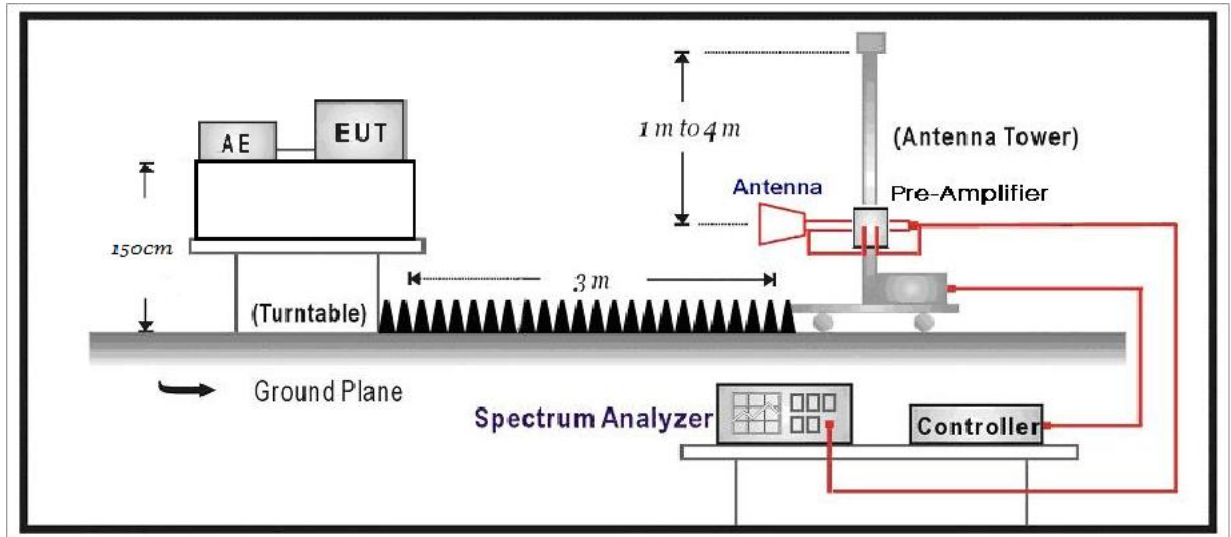 AE
EUT
150cm
(Turntable)
3 m
1 m to 4 m
(Antenna Tower)
Antenna
Pre-Amplifier
Ground Plane
Spectrum Analyzer
Controller